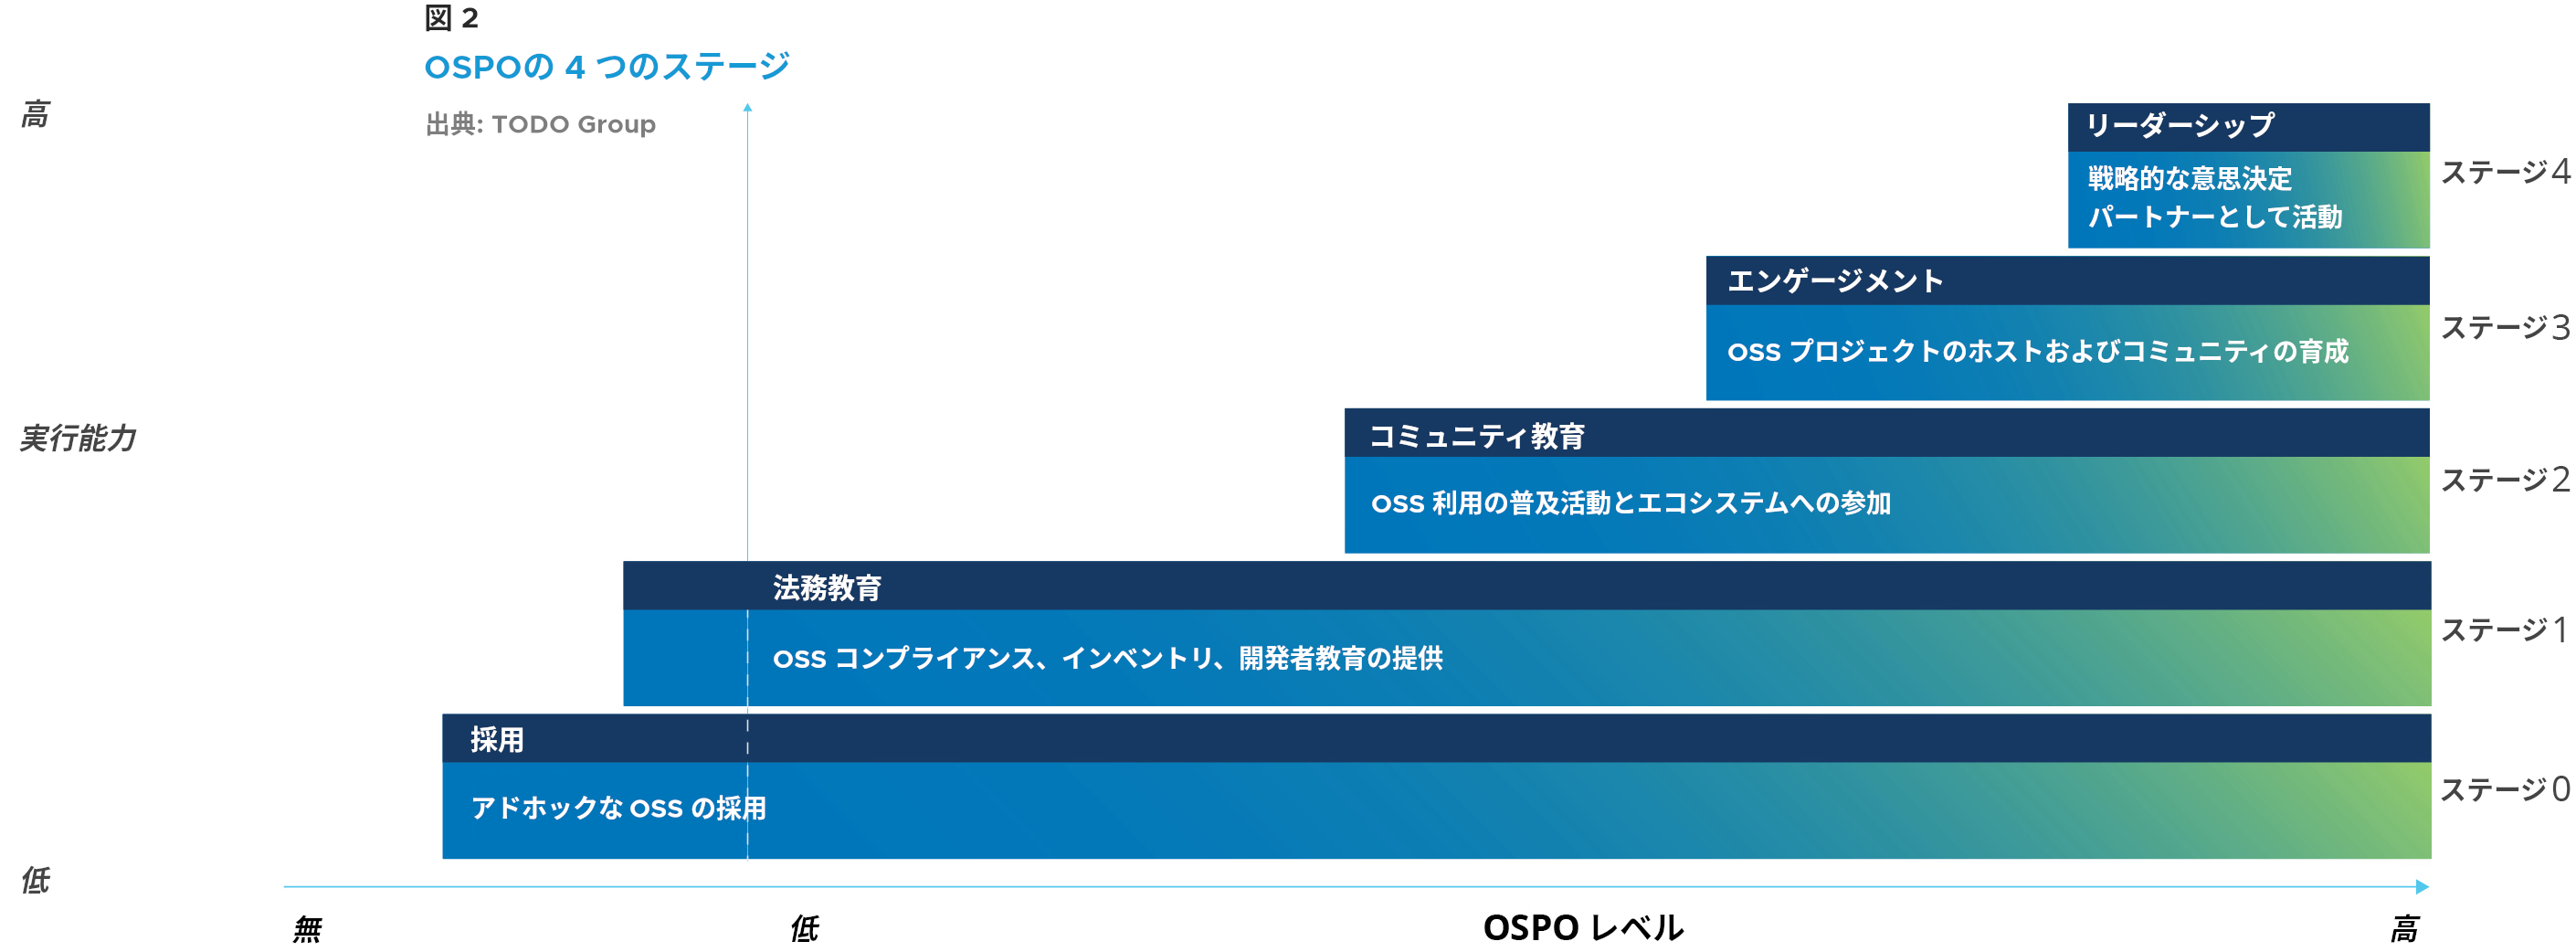 図 2
OSPOの 4 つのステージ
出典: TODO Group
高
実行能力
低
リーダーシップ
戦略的な意思決定
パートナーとして活動
ステージ4
エンゲージメント
OSS プロジェクトのホストおよびコミュニティの育成
ステージ3
コミュニティ教育
OSS 利用の普及活動とエコシステムへの参加
ステージ2
法務教育
OSS コンプライアンス、インベントリ、開発者教育の提供
ステージ1
採用
アドホックな OSS の採用
ステージ0
無
低
OSPO レベル
高